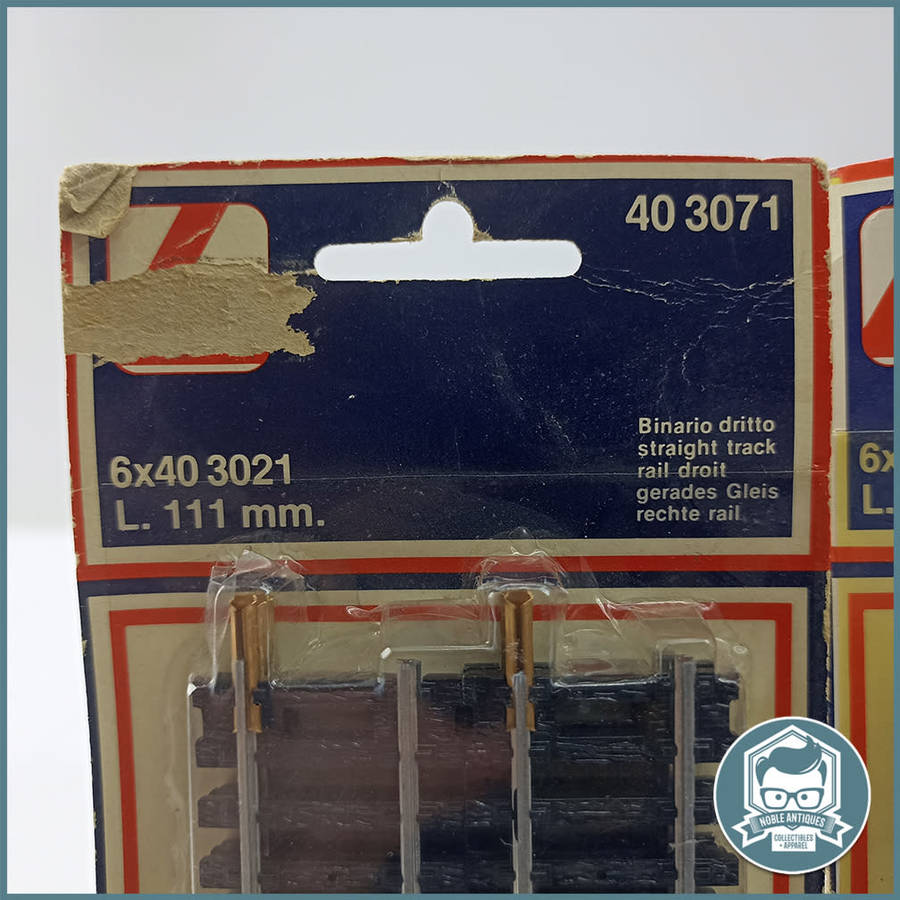 40 3071
6x40 3021
L. 111 mm.
Binario dritto
straight track
rail droit
gerades Gleis
rechte rail
6x
L.
NOBLE ANTIQUES
COLLECTIBLES
+ APPAREL